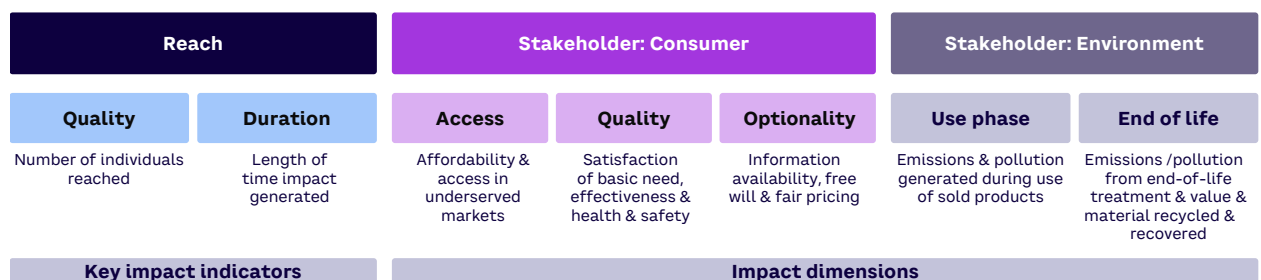 Reach
Stakeholder: Consumer
Stakeholder: Environment
Quality
Duration
Access
Quality
Optionality
Use phase
End of life
Number of individuals
reached
Length of
time impact
generated
Affordability &
access in
underserved
markets
Satisfaction
of basic need,
effectiveness &
health & safety
Information
availability, free
will & fair pricing
Emissions & pollution
generated during use
of sold products
Emissions /pollution
from end-of-life
treatment & value &
material recycled &
recovered
Key impact indicators
Impact dimensions